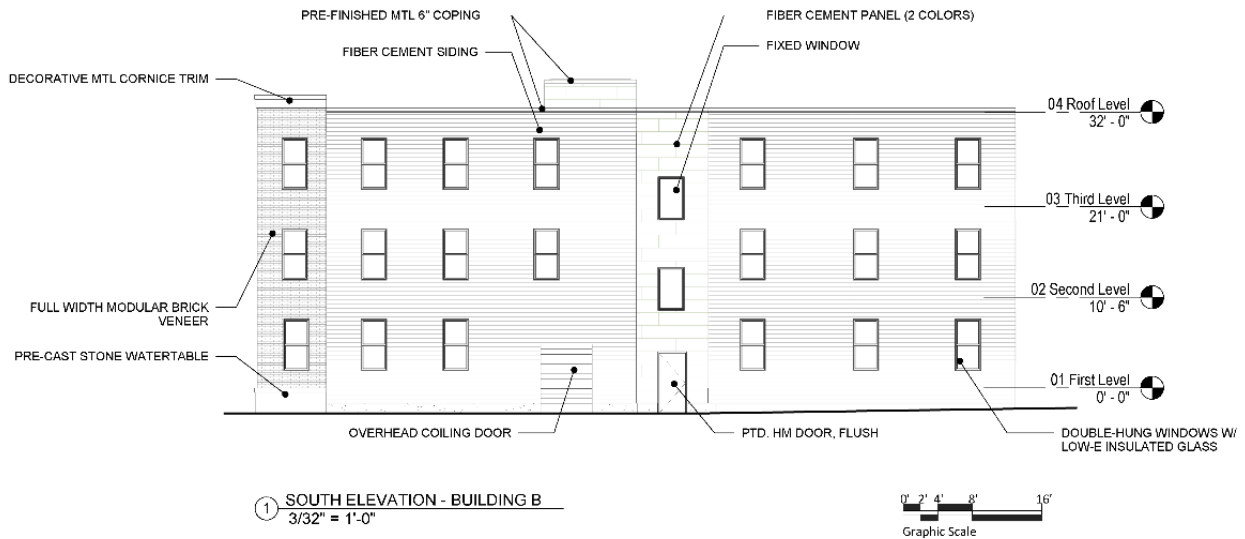 PRE-FINISHED MTL 6" COPING
FIBER CEMENT PANEL (2 COLORS)
FIBER CEMENT SIDING
FIXED WINDOW
DECORATIVE MTL CORNICE TRIM
04 Roof Level
32' - 0"
03 Third Level
21' - 0"
02 Second Level
10' - 6"
FULL WIDTH MODULAR BRICK
VENEER
PRE-CAST STONE WATERTABLE
01 First Level
0' - 0"
OVERHEAD COILING DOOR
PTD. HM DOOR, FLUSH
DOUBLE-HUNG WINDOWS W/
LOW-E INSULATED GLASS
1 SOUTH ELEVATION - BUILDING B
3/32" = 1'-0"
0' 2' 4' 8' 16'
Graphic Scale